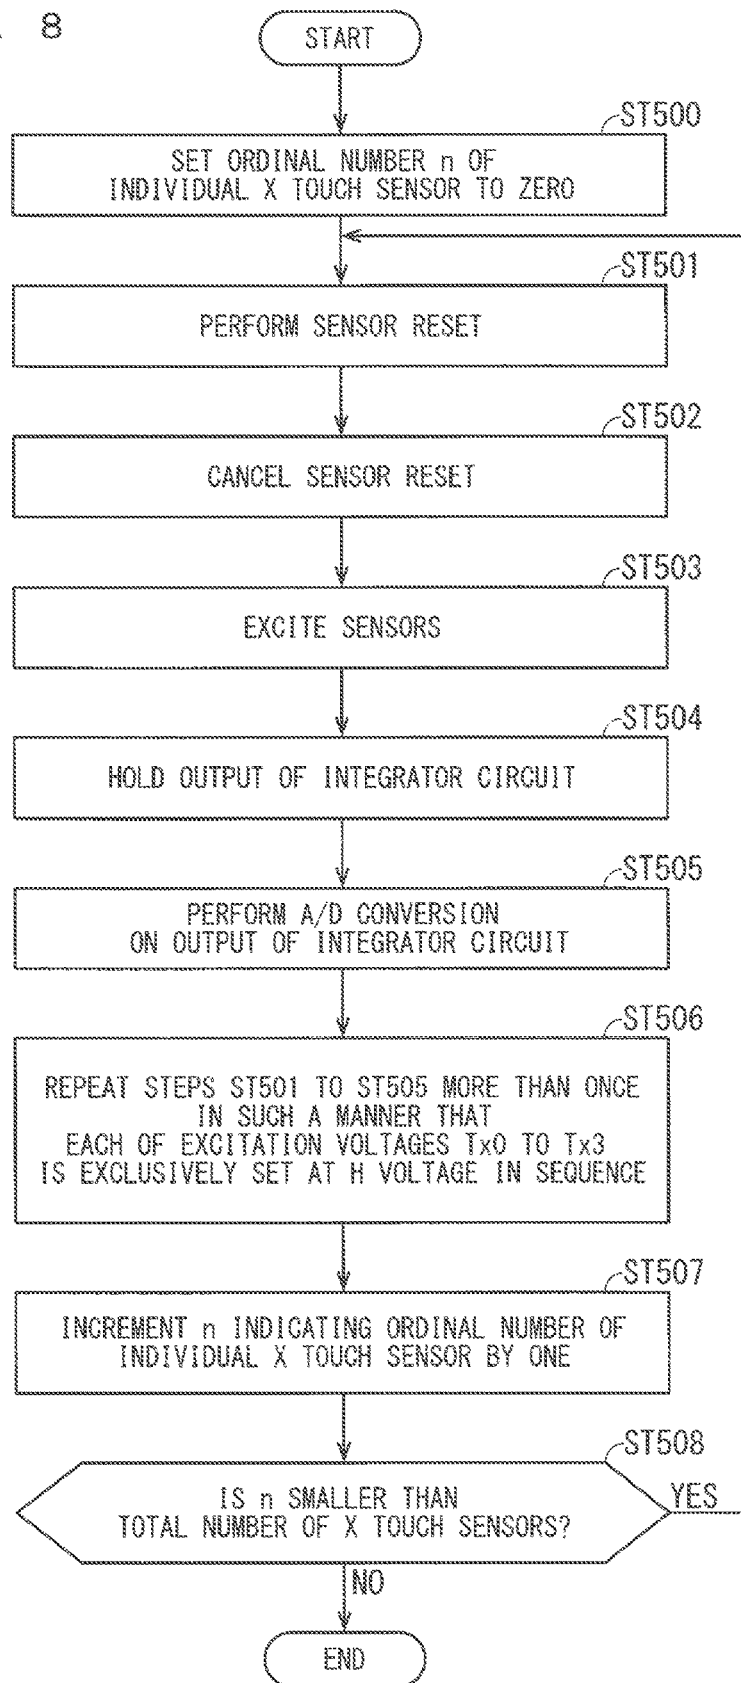 8
START
ST500
SET ORDINAL NUMBER n OF
INDIVIDUAL X TOUCH SENSOR TO ZERO
ST501
PERFORM SENSOR RESET
ST502
CANCEL SENSOR RESET
ST503
EXCITE SENSORS
ST504
HOLD OUTPUT OF INTEGRATOR CIRCUIT
ST505
PERFORM A/D CONVERSION
ON OUTPUT OF INTEGRATOR CIRCUIT
ST506
REPEAT STEPS ST501 TO ST505 MORE THAN ONCE
IN SUCH A MANNER THAT
EACH OF EXCITATION VOLTAGES Tx0 TO Tx3
IS EXCLUSIVELY SET AT H VOLTAGE IN SEQUENCE
ST507
INCREMENT n INDICATING ORDINAL NUMBER OF
INDIVIDUAL X TOUCH SENSOR BY ONE
ST508
IS n SMALLER THAN
TOTAL NUMBER OF X TOUCH SENSORS?
YES
NO
END